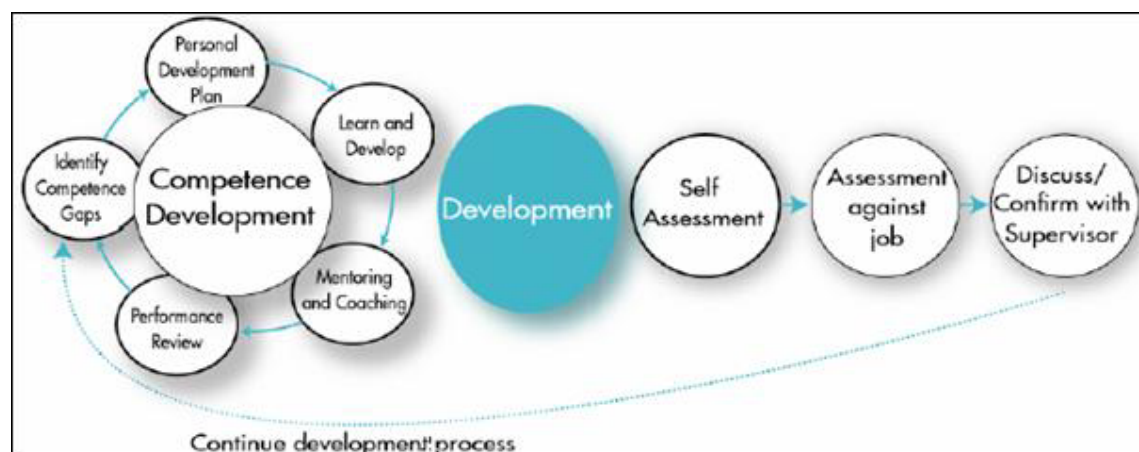 Personal
Development
Plan
Learn and
Develop
Mentoring
and Coaching
Performance
Review
Identify
Competence
Gaps
Competence
Development
Development
Self
Assessment
Assessment
against
job
Discuss/
Confirm with
Supervisor
Continue development process